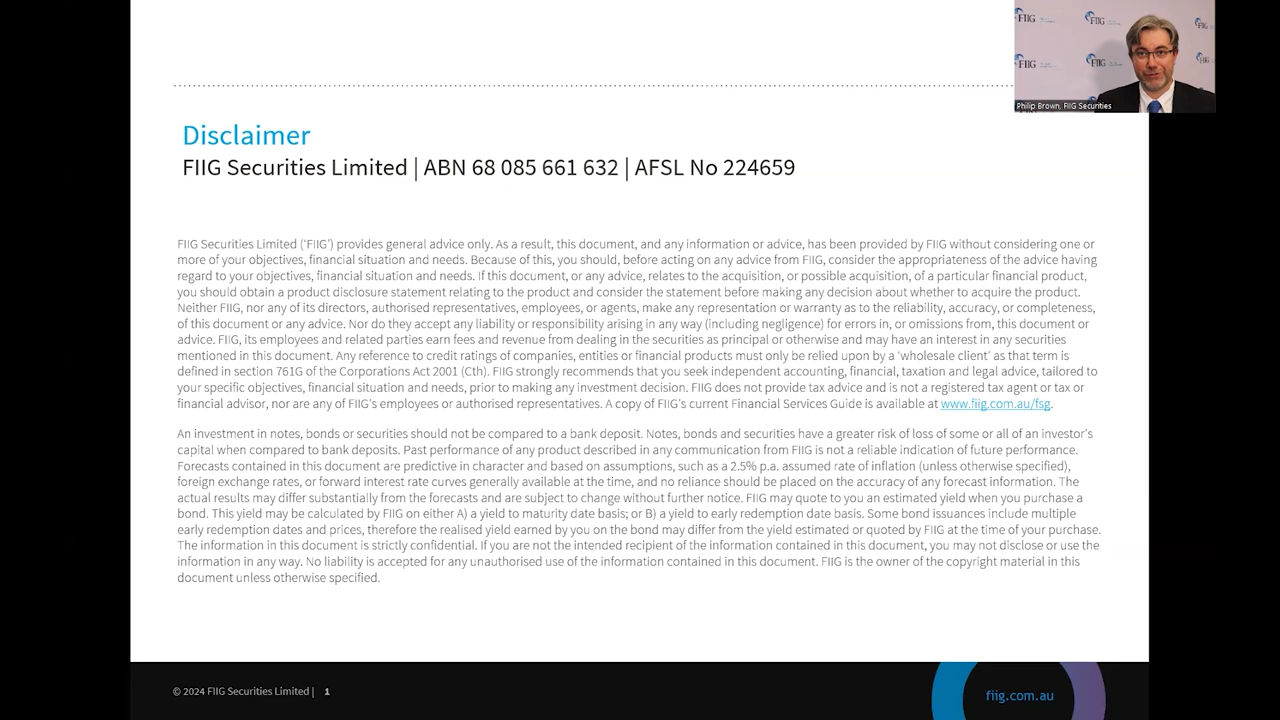 FIIG
FIIG
FIIG
FIIG
FIIG
FIIG
Philip Brown, FIIG Securities
Disclaimer
FIIG Securities Limited | ABN 68 085 661 632 | AFSL No 224659
FIIG Securities Limited (‘FIIG’) provides general advice only. As a result, this document, and any information or advice, has been provided by FIIG without considering one or
more of your objectives, financial situation and needs. Because of this, you should, before acting on any advice from FIIG, consider the appropriateness of the advice having
regard to your objectives, financial situation and needs. If this document, or any advice, relates to the acquisition, or possible acquisition, of a particular financial product,
you should obtain a product disclosure statement relating to the product and consider the statement before making any decision about whether to acquire the product.
Neither FIIG, nor any of its directors, authorised representatives, employees, or agents, make any representation or warranty as to the reliability, accuracy, or completeness,
of this document or any advice. Nor do they accept any liability or responsibility arising in any way (including negligence) for errors in, or omissions from, this document or
advice. FIIG, its employees and related parties earn fees and revenue from dealing in the securities as principal or otherwise and may have an interest in any securities
mentioned in this document. Any reference to credit ratings of companies, entities or financial products must only be relied upon by a ‘wholesale client’ as that term is
defined in section 761G of the Corporations Act 2001 (Cth). FIIG strongly recommends that you seek independent accounting, financial, taxation and legal advice, tailored to
your specific objectives, financial situation and needs, prior to making any investment decision. FIIG does not provide tax advice and is not a registered tax agent or tax or
financial advisor, nor are any of FIIG’s employees or authorised representatives. A copy of FIIG’s current Financial Services Guide is available at www.fiig.com.au/fsg.
An investment in notes, bonds or securities should not be compared to a bank deposit. Notes, bonds and securities have a greater risk of loss of some or all of an investor’s
capital when compared to bank deposits. Past performance of any product described in any communication from FIIG is not a reliable indication of future performance.
Forecasts contained in this document are predictive in character and based on assumptions, such as a 2.5% p.a. assumed rate of inflation (unless otherwise specified),
foreign exchange rates, or forward interest rate curves generally available at the time, and no reliance should be placed on the accuracy of any forecast information. The
actual results may differ substantially from the forecasts and are subject to change without further notice. FIIG may quote to you an estimated yield when you purchase a
bond. This yield may be calculated by FIIG on either A) a yield to maturity date basis; or B) a yield to early redemption date basis. Some bond issuances include multiple
early redemption dates and prices, therefore the realised yield earned by you on the bond may differ from the yield estimated or quoted by FIIG at the time of your purchase.
The information in this document is strictly confidential. If you are not the intended recipient of the information contained in this document, you may not disclose or use the
information in any way. No liability is accepted for any unauthorised use of the information contained in this document. FIIG is the owner of the copyright material in this
document unless otherwise specified.
© 2024 FIIG Securities Limited | 1
fiig.com.au